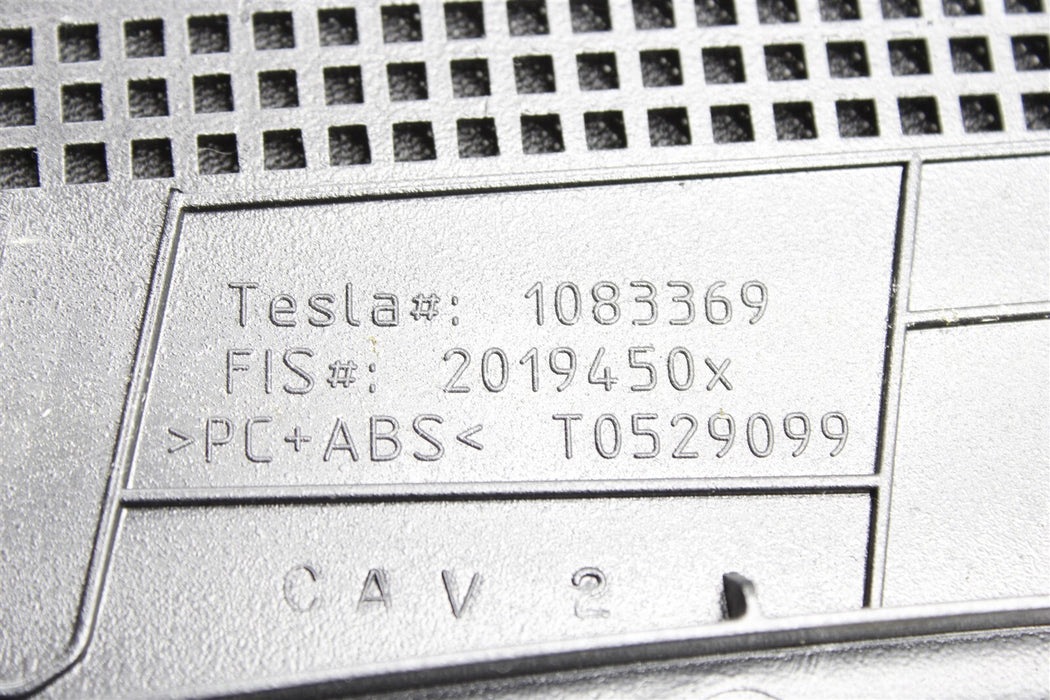 Tesla#: 1083369
FIS#: 2019450x
>PC+ABS< T0529099
CAV 2